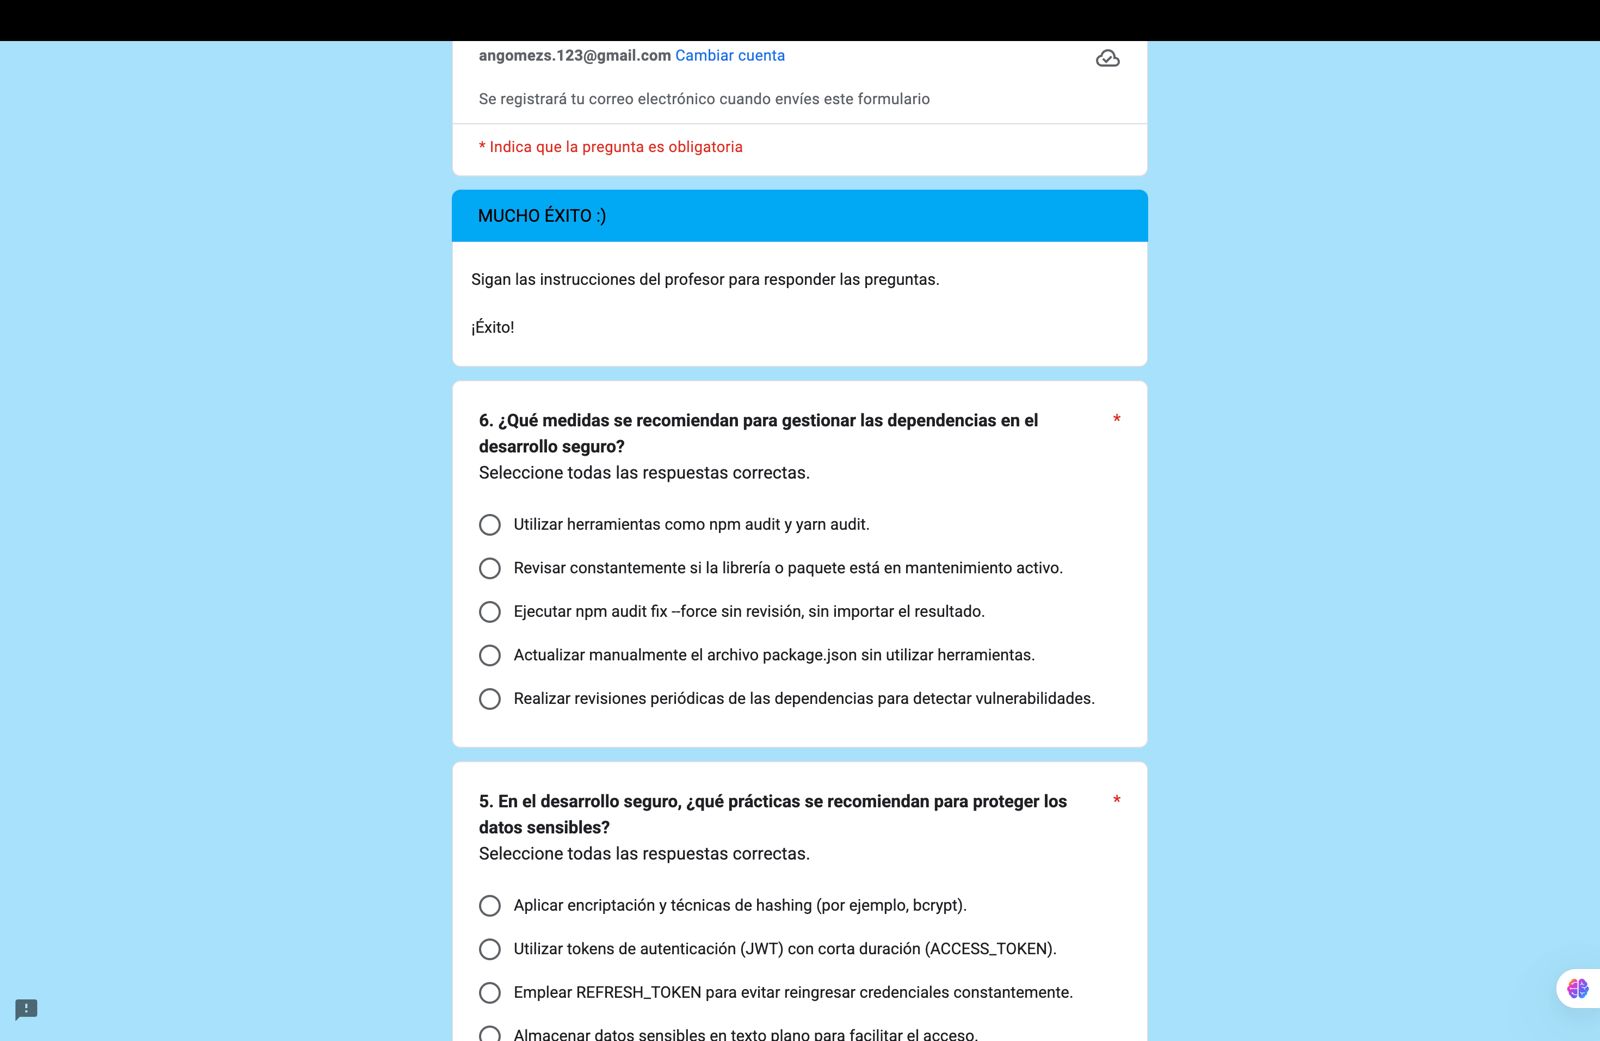 angomezs.123@gmail.com Cambiar cuenta
Se registrará tu correo electrónico cuando envíes este formulario
* Indica que la pregunta es obligatoria
MUCHO ÉXITO :)
Sigan las instrucciones del profesor para responder las preguntas.
¡Éxito!
6. ¿Qué medidas se recomiendan para gestionar las dependencias en el *
desarrollo seguro?
Seleccione todas las respuestas correctas.
Utilizar herramientas como npm audit y yarn audit.
Revisar constantemente si la librería o paquete está en mantenimiento activo.
Ejecutar npm audit fix --force sin revisión, sin importar el resultado.
Actualizar manualmente el archivo package.json sin utilizar herramientas.
Realizar revisiones periódicas de las dependencias para detectar vulnerabilidades.
5. En el desarrollo seguro, ¿qué prácticas se recomiendan para proteger los *
datos sensibles?
Seleccione todas las respuestas correctas.
Aplicar encriptación y técnicas de hashing (por ejemplo, bcrypt).
Utilizar tokens de autenticación (JWT) con corta duración (ACCESS_TOKEN).
Emplear REFRESH_TOKEN para evitar reingresar credenciales constantemente.
Almacenar datos sensibles en texto plano para facilitar el acceso.